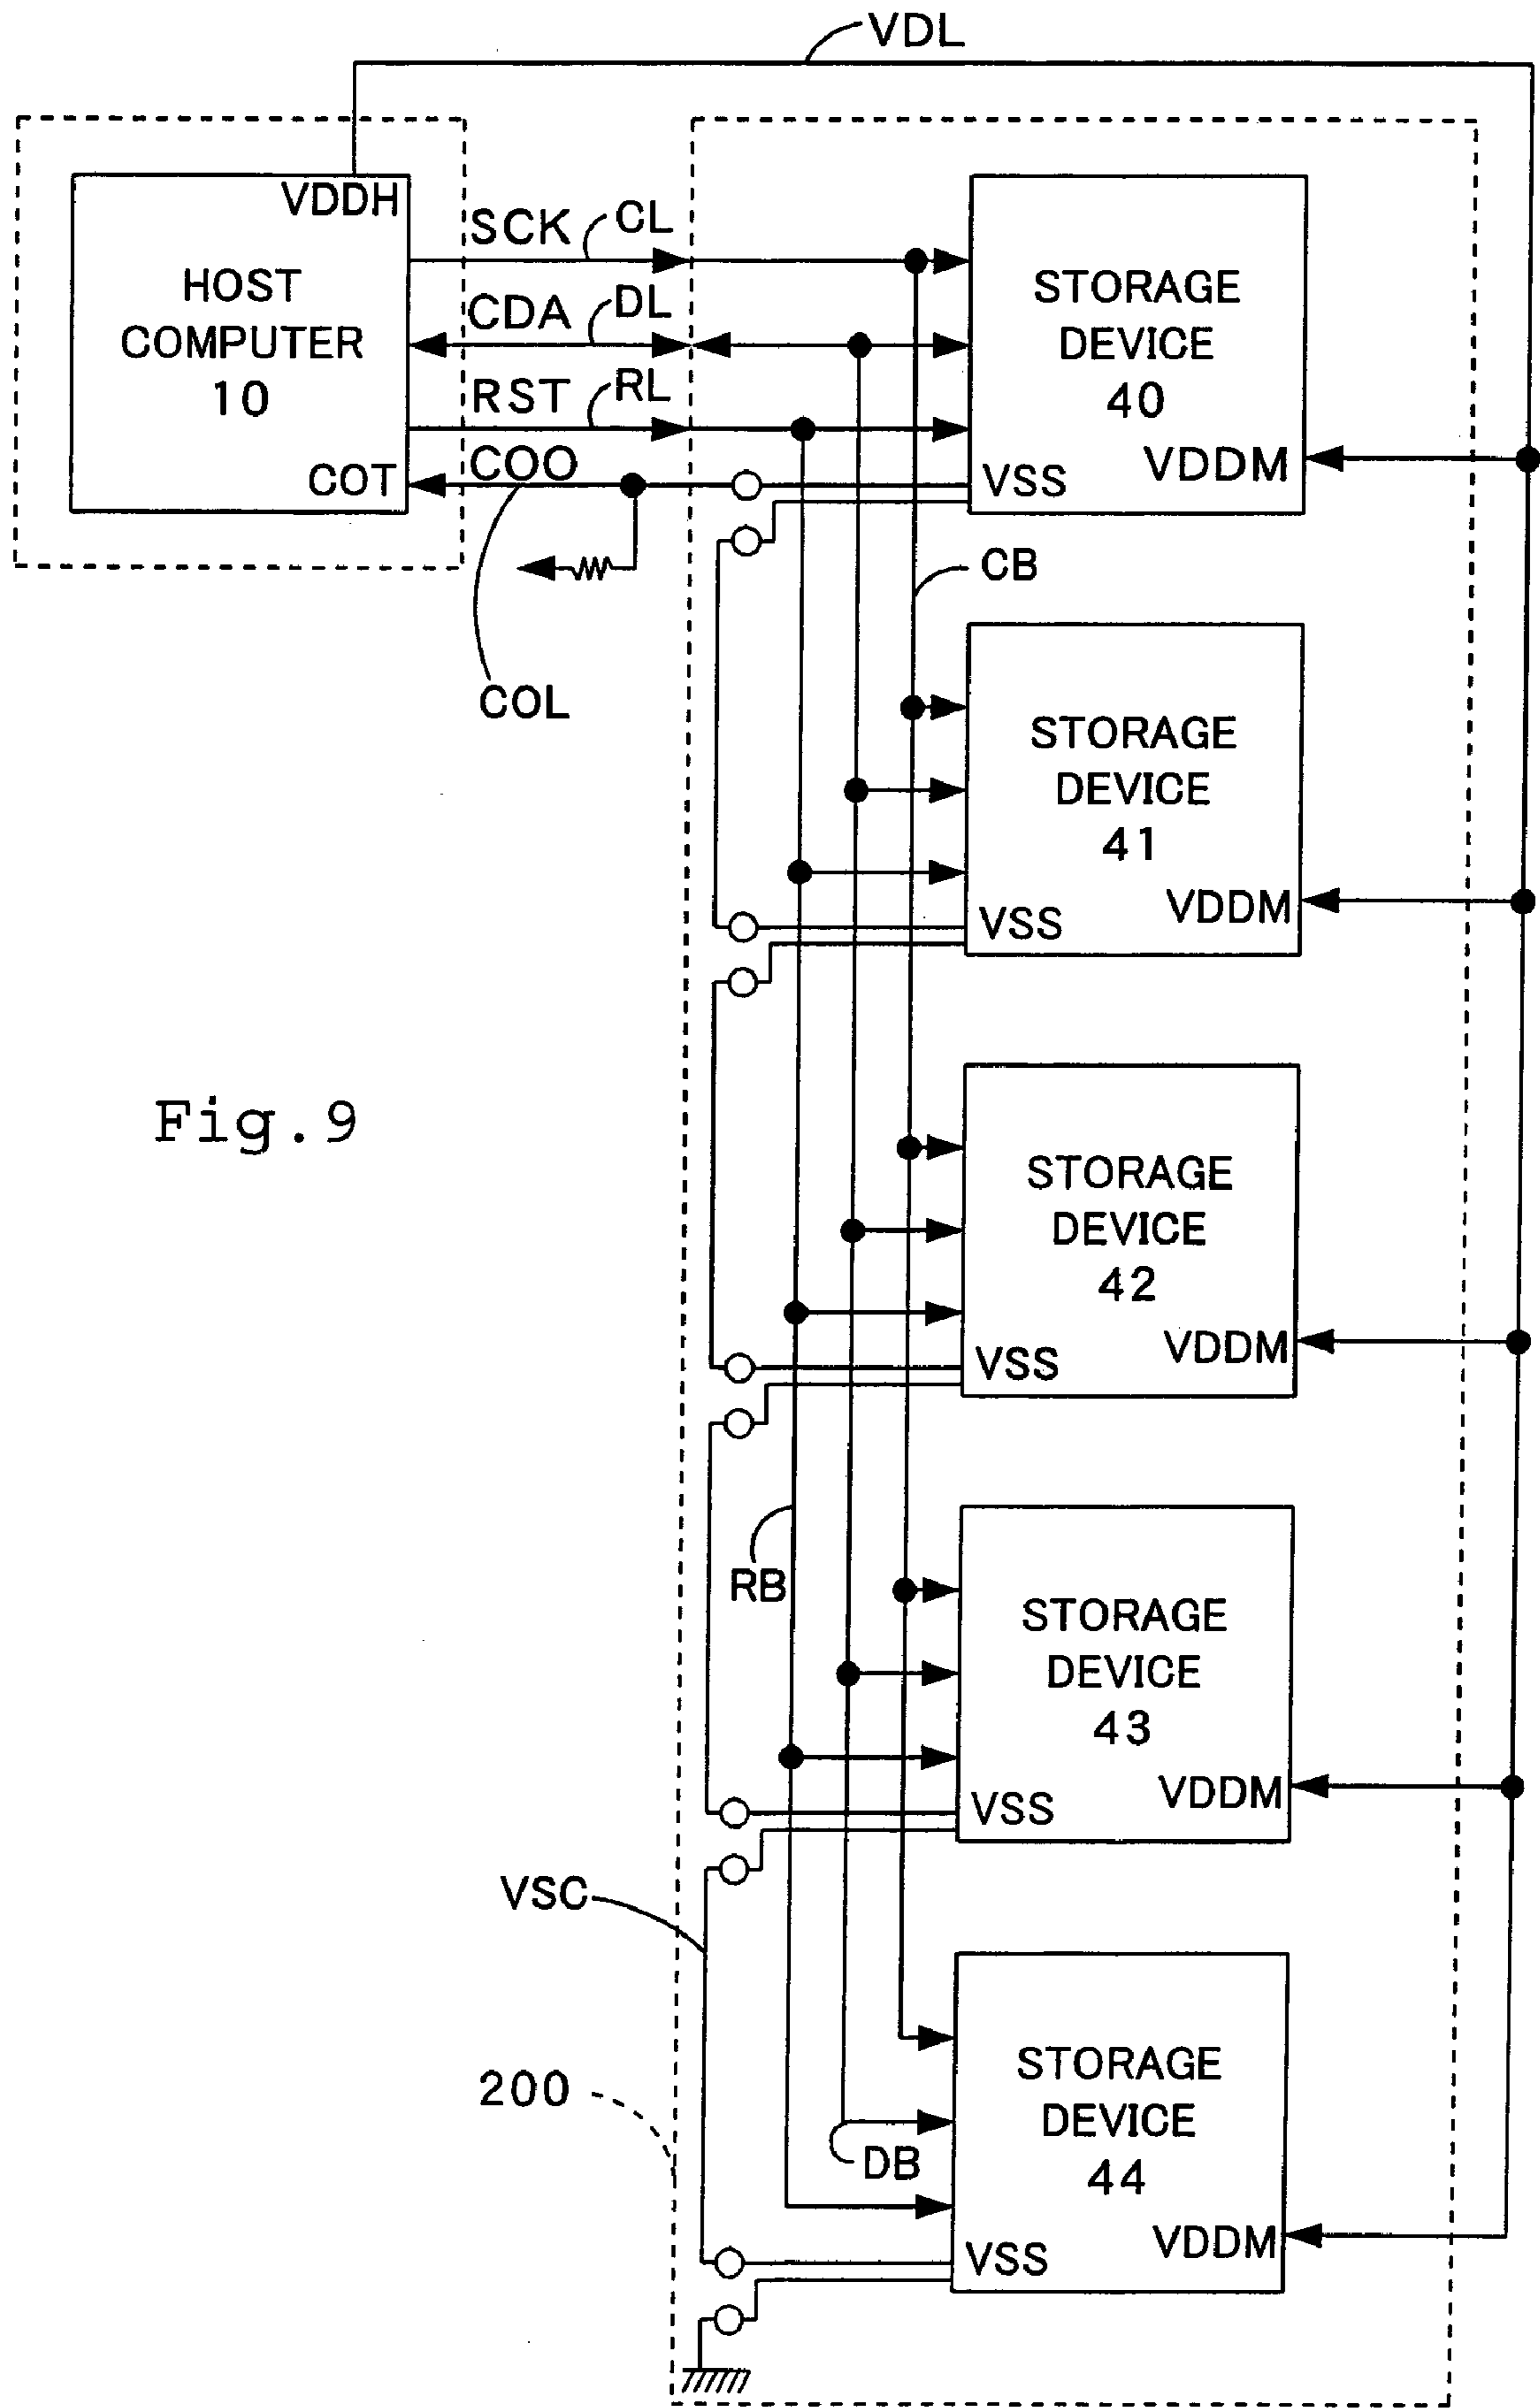 VDL
VDDH
HOST
COMPUTER
10
COT
SCK
CL
CDA
DL
RST
RL
COO
COL
STORAGE
DEVICE
40
VSS
VDDM
CB
STORAGE
DEVICE
41
VSS
VDDM
Fig.9
STORAGE
DEVICE
42
VSS
VDDM
RB
STORAGE
DEVICE
43
VSS
VDDM
VSC
200
STORAGE
DEVICE
44
DB
VSS
VDDM